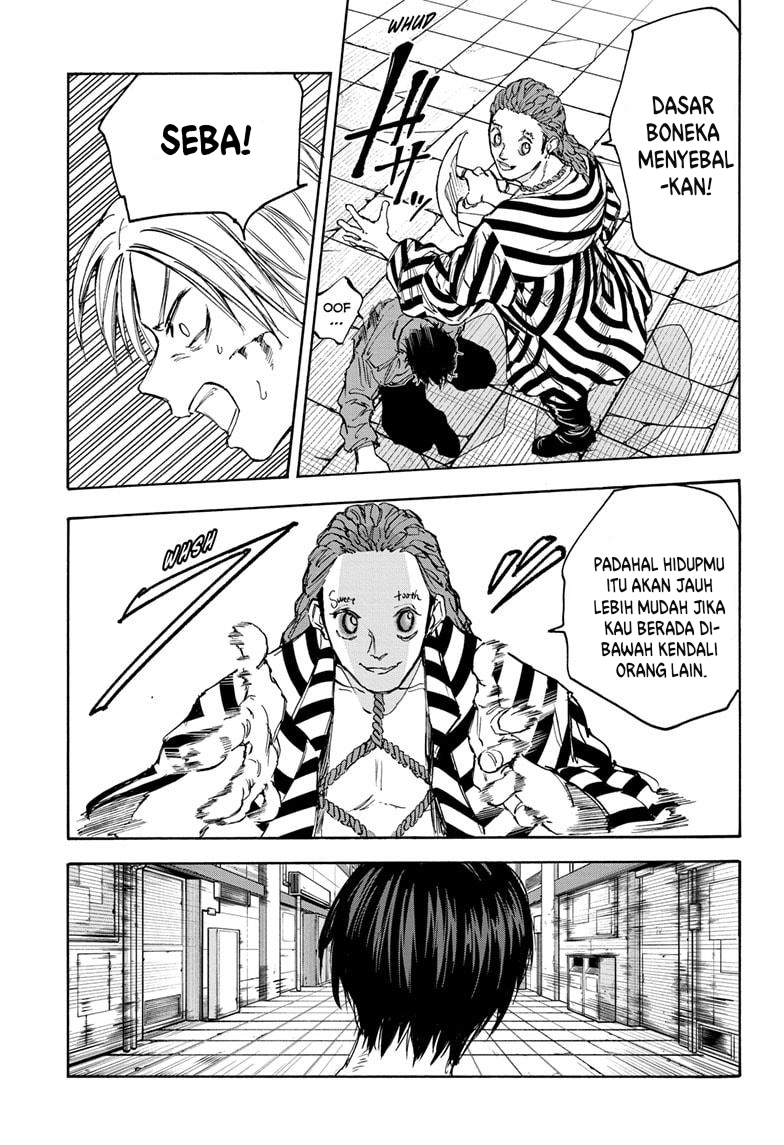 WHUD
DASAR
BONEKA
MENYEBAL
-KAN!
OOF
...
SEBA!
WHSH
Sweet tooth
PADAHAL HIDUPMU
ITU AKAN JAUH
LEBIH MUDAH JIKA
KAU BERADA DI-
BAWAH KENDALI
ORANG LAIN.